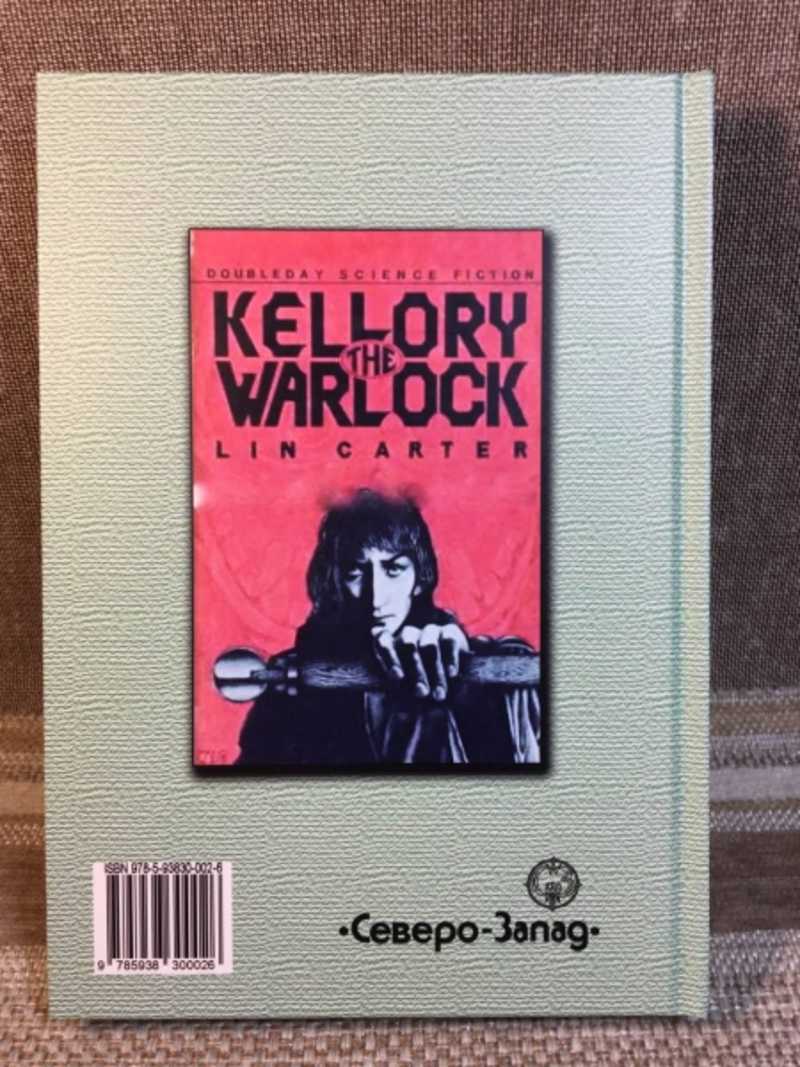 DOUBLEDAY SCIENCE FICTION
KELLORY
THE
WARLOCK
LIN CARTER
ISBN 978-5-93830-002-6
9 785938 300026
•Северо-Запад•